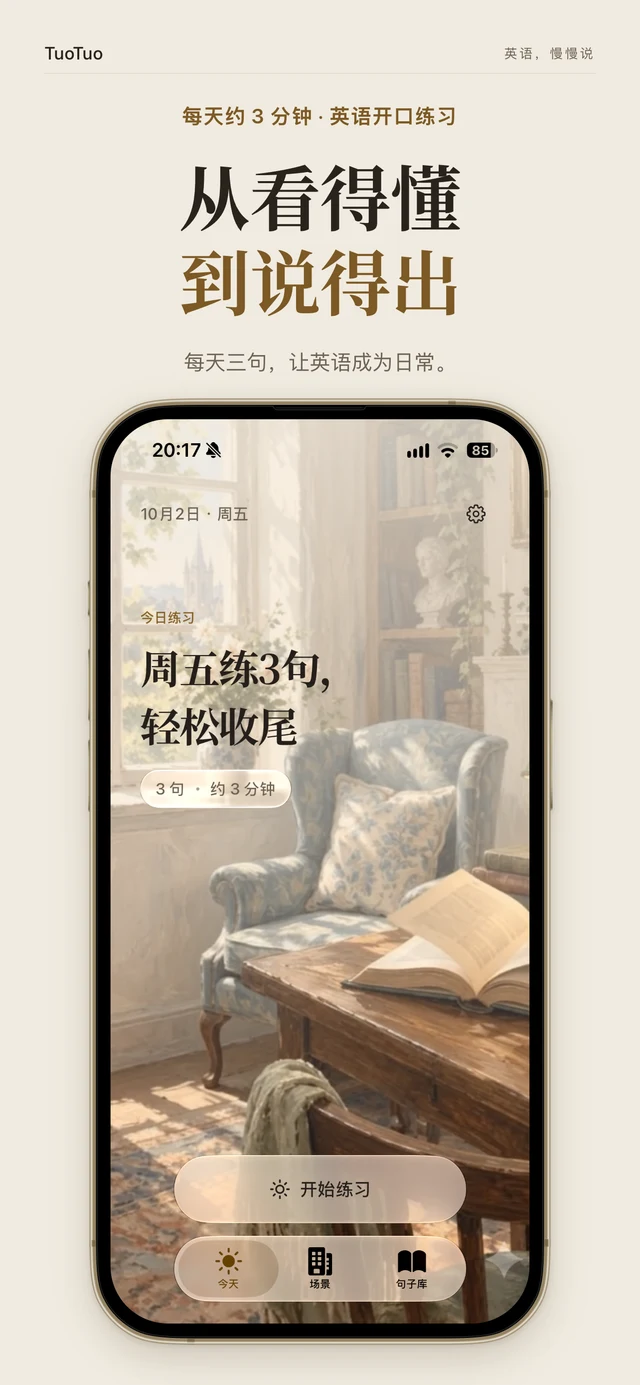 TuoTuo
英语，慢慢说
每天约 3 分钟 · 英语开口练习
从看得懂
到说得出
每天三句，让英语成为日常。
20:17
85
10月2日 · 周五
今日练习
周五练3句，
轻松收尾
3 句 · 约 3 分钟
开始练习
今天
场景
句子库